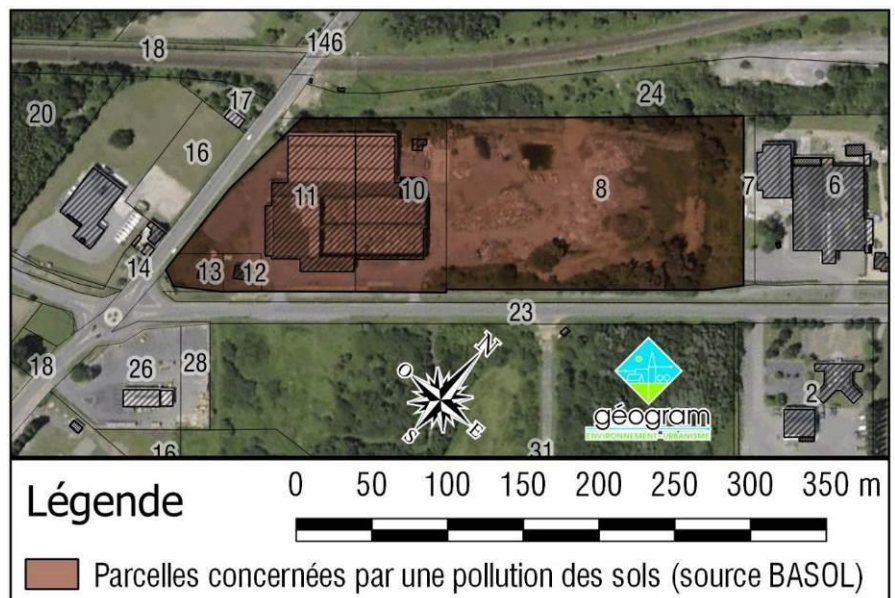 18
146
20
17
24
16
11
10
8
7
6
14
13
12
23
18
26
28
N
O
S
E
2
géogram
ENVIRONNEMENT-URBANISME
16
31
Légende
0 50 100 150 200 250 300 350 m
Parcelles concernées par une pollution des sols (source BASOL)